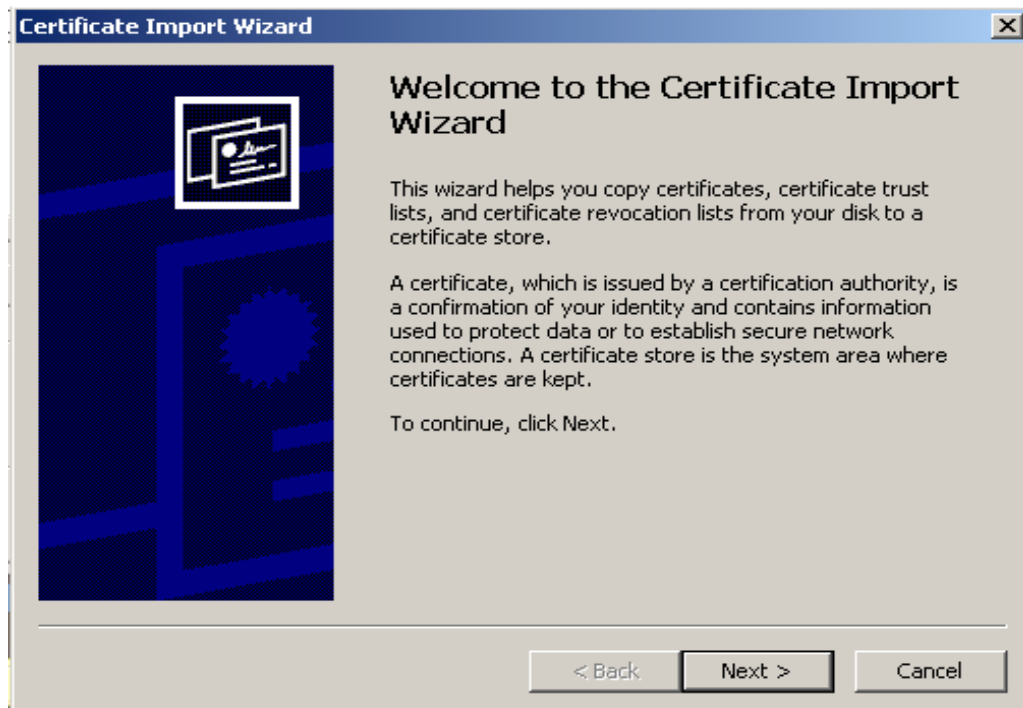 Certificate Import Wizard
Welcome to the Certificate Import
Wizard
This wizard helps you copy certificates, certificate trust
lists, and certificate revocation lists from your disk to a
certificate store.
A certificate, which is issued by a certification authority, is
a confirmation of your identity and contains information
used to protect data or to establish secure network
connections. A certificate store is the system area where
certificates are kept.
To continue, click Next.
< Back
Next >
Cancel